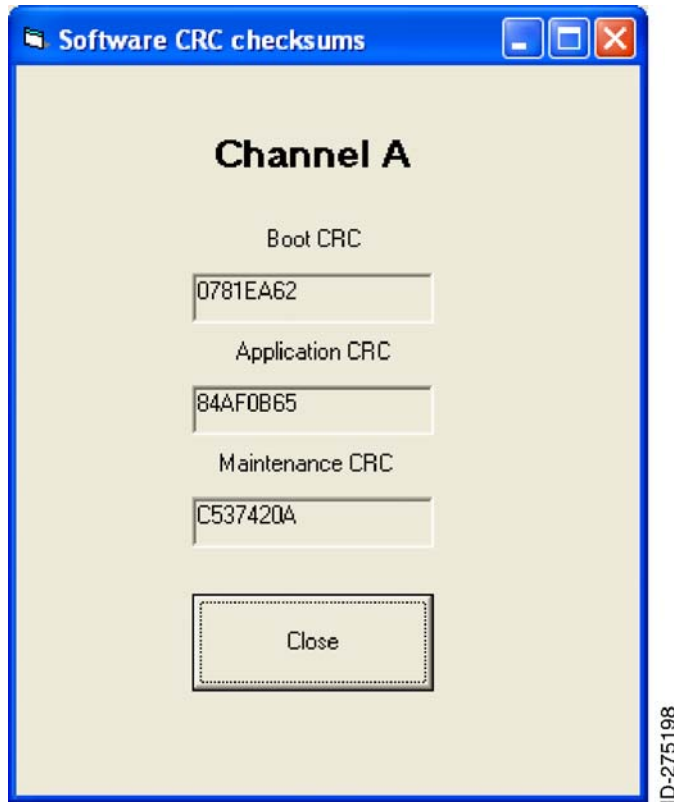 Software CRC checksums
Channel A
Boot CRC
0781EA62
Application CRC
84AF0B65
Maintenance CRC
C537420A
Close
ID-275198